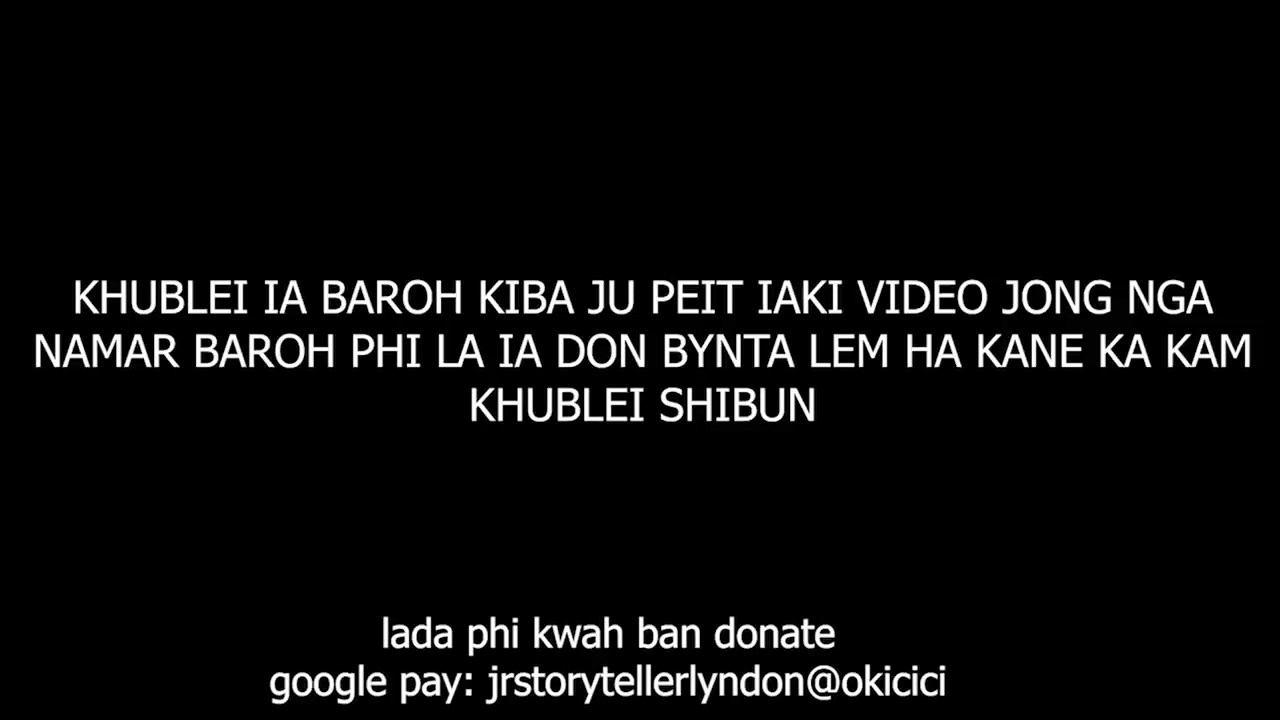 KHUBLEI IA BAROH KIBA JU PEIT IAKI VIDEO JONG NGA
NAMAR BAROH PHI LA IA DON BYNTA LEM HA KANE KA KAM
KHUBLEI SHIBUN
lada phi kwah ban donate
google pay: jrstorytellerlyndon@okicici